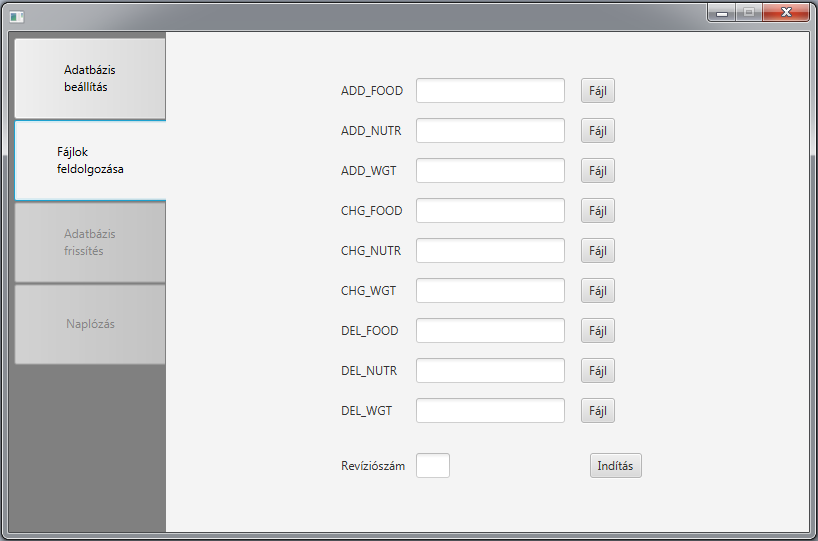 Adatbázis
beállítás
Fájlok
feldolgozása
Adatbázis
frissítés
Naplózás
ADD_FOOD Fájl
ADD_NUTR Fájl
ADD_WGT Fájl
CHG_FOOD Fájl
CHG_NUTR Fájl
CHG_WGT Fájl
DEL_FOOD Fájl
DEL_NUTR Fájl
DEL_WGT Fájl
Revíziószám Indítás